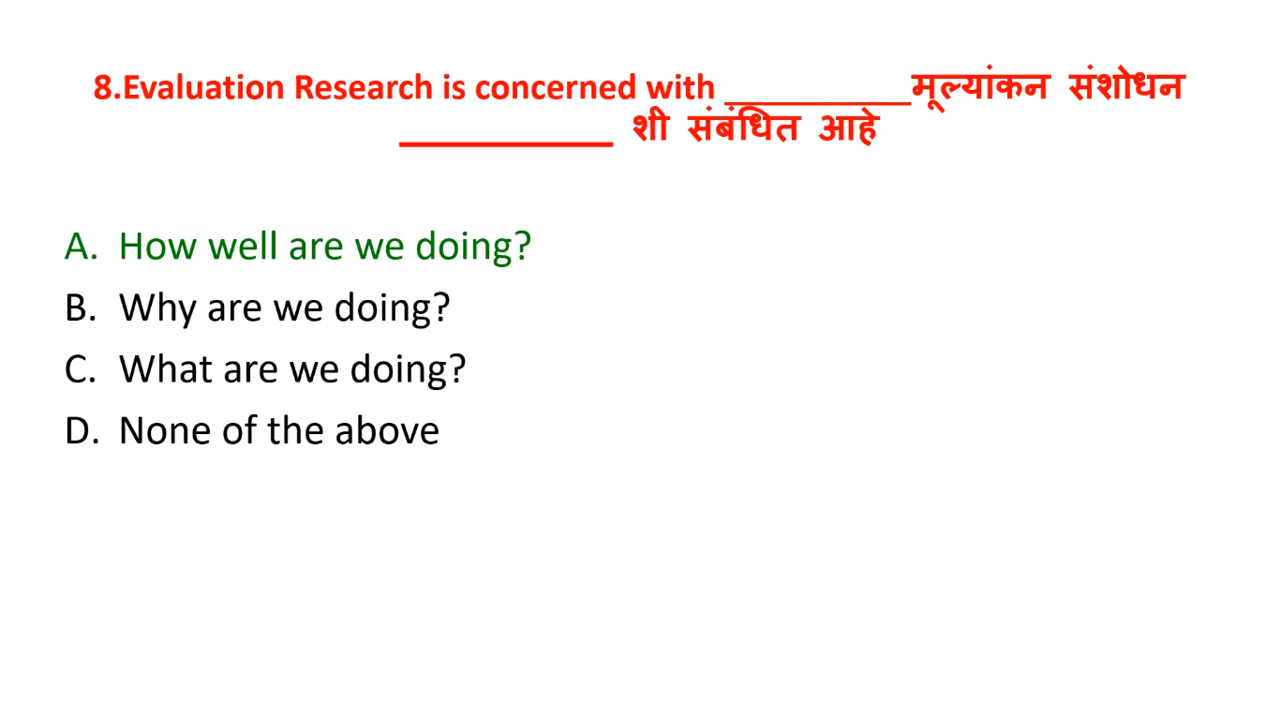 8.Evaluation Research is concerned with __________मूल्यांकन संशोधन
___________ शी संबंधित आहे
A. How well are we doing?
B. Why are we doing?
C. What are we doing?
D. None of the above